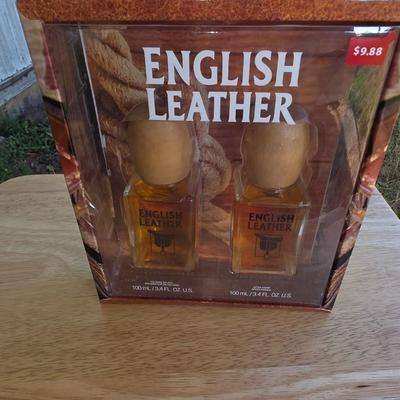 ENGLISH
LEATHER
$9.88
ENGLISH
LEATHER
ENGLISH
LEATHER
100 mL / 3.4 FL. OZ. U.S.
100 mL / 3.4 FL. OZ. U.S.